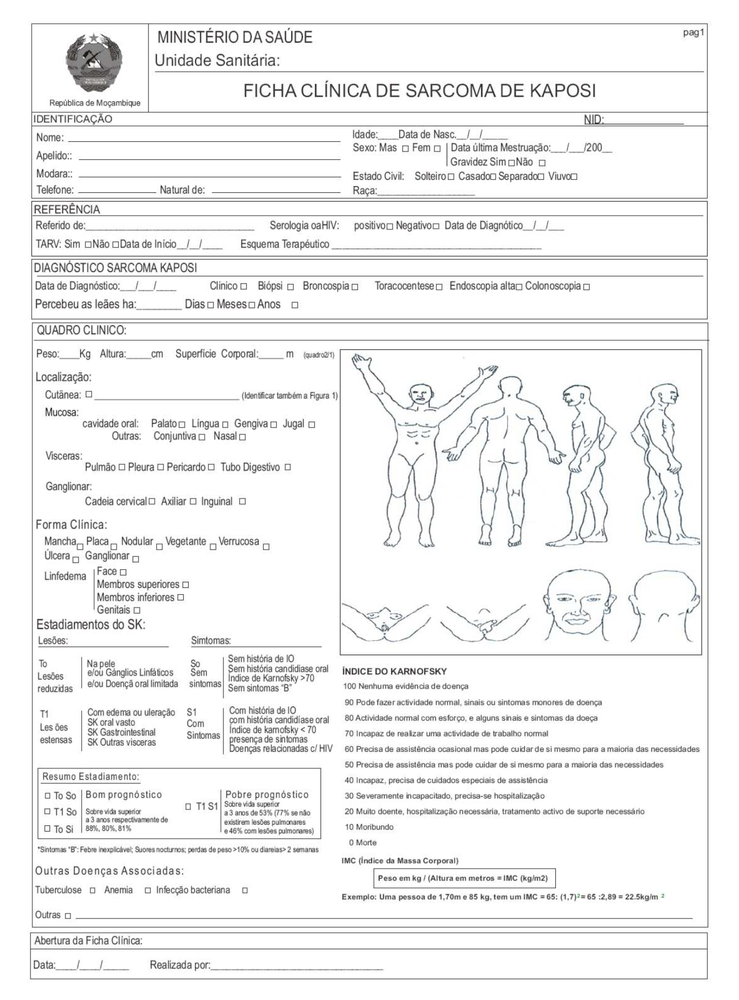 pag1
MINISTÉRIO DA SAÚDE
Unidade Sanitária:
FICHA CLÍNICA DE SARCOMA DE KAPOSI
República de Moçambique
IDENTIFICAÇÃO NID:____________
Nome: ____________
Apelido:: ____________
Modara:: ____________
Telefone: ____________ Natural de: ____________
Idade:____Data de Nasc.__/__/_____
Sexo: Mas □ Fem □ Data última Mestruação:___/___/200__
Gravidez Sim □ Não □
Estado Civil: Solteiro □ Casado□ Separado□ Viuvo□
Raça:____________
REFERÊNCIA
Referido de:____________ Serologia oaHIV: positivo□ Negativo□ Data de Diagnótico__/__/___
TARV: Sim □Não □Data de Início__/__/____ Esquema Terapéutico ____________
DIAGNÓSTICO SARCOMA KAPOSI
Data de Diagnóstico:___/___/____ Clinico □ Biópsi □ Broncospia □ Toracocentese □ Endoscopia alta□ Colonoscopia □
Percebeu as leães ha:_________ Dias □ Meses □ Anos □
QUADRO CLINICO:
Peso:____Kg Altura:_____cm Superfície Corporal:_____ m (quadro2/1)
Localização:
Cutänea: □ ____________ (Identificar também a Figura 1)
Mucosa:
cavidade oral: Palato □ Língua □ Gengiva □ Jugal □
Outras: Conjuntiva □ Nasal □
Visceras:
Pulmão □ Pleura □ Pericardo □ Tubo Digestivo □
Ganglionar:
Cadeia cervical □ Axiliar □ Inguinal □
Forma Clínica:
Mancha □ Placa □ Nodular □ Vegetante □ Verrucosa □
Úlcera □ Ganglionar □
Linfedema
Face □
Membros superiores □
Membros inferiores □
Genitais □
Estadiamentos do SK:
Lesões: Simtomas:
To
Lesões
reduzidas
Na pele
e/ou Gánglios Linfáticos
e/ou Doençã oral limitada
So
Sem
sintomas
Sem história de IO
Sem história candidiase oral
Índice de Karnofsky >70
Sem sintomas “B”
T1
Les ões
estensas
Com edema ou uleração
SK oral vasto
SK Gastrointestinal
SK Outras visceras
S1
Com
Sintomas
Com história de IO
com história candidíase oral
Índice de kamofsky < 70
presença de sintomas
Doenças relacionadas c/ HIV
Resumo Estadiamento:
□ To So
□ T1 So
□ To Si
Bom prognóstico
Sobre vida superior
a 3 anos respectivamente de
88%, 80%, 81%
□ T1 S1
Pobre prognóstico
Sobre vida superior
a 3 anos de 53% (77% se não
existirem lesões pulmonares
e 46% com lesões pulmonares)
*Sintomas “B”: Febre inexplicável; Suores nocturnos; perdas de peso >10% ou diareias> 2 semanas
Outras Doenças Associadas:
Tuberculose □ Anemia □ Infecção bacteriana □
ÍNDICE DO KARNOFSKY
100 Nenhuma evidência de doença
90 Pode fazer actividade normal, sinais ou sintomas monores de doença
80 Actividade normal com esforço, e alguns sinais e sintomas da doeça
70 Incapaz de realizar uma actividade de trabalho normal
60 Precisa de assistência ocasional mas pode cuidar de si mesmo para a maioria das necessidades
50 Precisa de assistência mas pode cuidar de si mesmo para a maioria das necessidades
40 Incapaz, precisa de cuidados especiais de assistência
30 Severamente incapacitado, precisa-se hospitalização
20 Muito doente, hospitalização necessária, tratamento activo de suporte necessário
10 Moribundo
0 Morte
IMC (Índice da Massa Corporal)
Peso em kg / (Altura em metros = IMC (kg/m2)
Exemplo: Uma pessoa de 1,70m e 85 kg, tem um IMC = 65: (1,7)²= 65 :2,89 = 22.5kg/m ²
Outras □ ____________
Abertura da Ficha Clínica:
Data:____/____/_____ Realizada por:____________